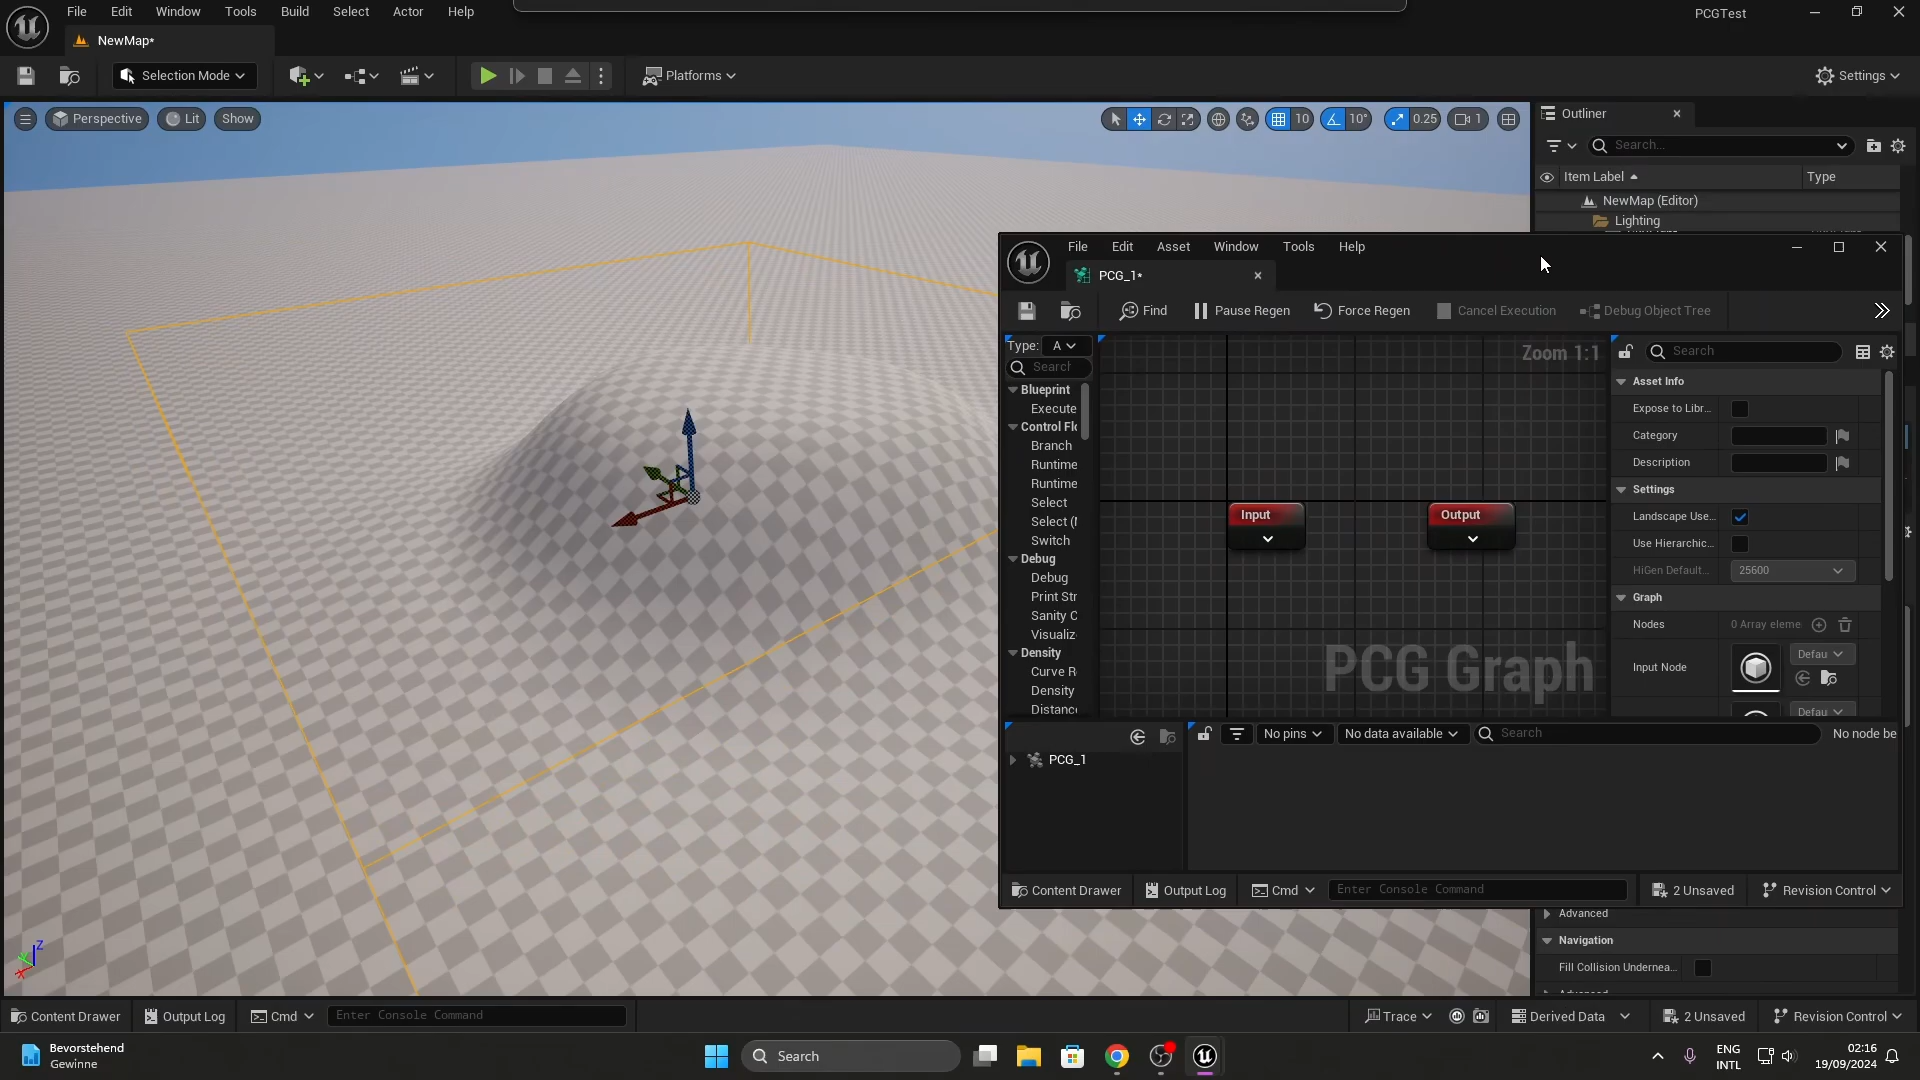 File Edit Window Tools Build Select Actor Help
PCGTest
NewMap*
Selection Mode
Platforms
Settings
Perspective Lit Show
10 10° 0.25 1
Outliner
Search...
Item Label Type
NewMap (Editor)
Lighting
File Edit Asset Window Tools Help
PCG_1*
Find Pause Regen Force Regen Cancel Execution Debug Object Tree
Type: A
Search
Blueprint
Execute
Control Fl
Branch
Runtime
Runtime
Select
Select (
Switch
Debug
Debug
Print Str
Sanity C
Visualiz
Density
Curve R
Density
Distanc
Zoom 1:1
Input
Output
PCG Graph
Search
Asset Info
Expose to Libr...
Category
Description
Settings
Landscape Use...
Use Hierarchic...
HiGen Default...
25600
Graph
Nodes
0 Array eleme
Input Node
Defau
Defau
PCG_1
No pins No data available Search No node be
Content Drawer Output Log Cmd Enter Console Command 2 Unsaved Revision Control
Advanced
Navigation
Fill Collision Undernea...
Z
X
Content Drawer Output Log Cmd Enter Console Command Trace Derived Data 2 Unsaved Revision Control
Bevorstehend
Gewinne
Search
ENG
INTL
02:16
19/09/2024